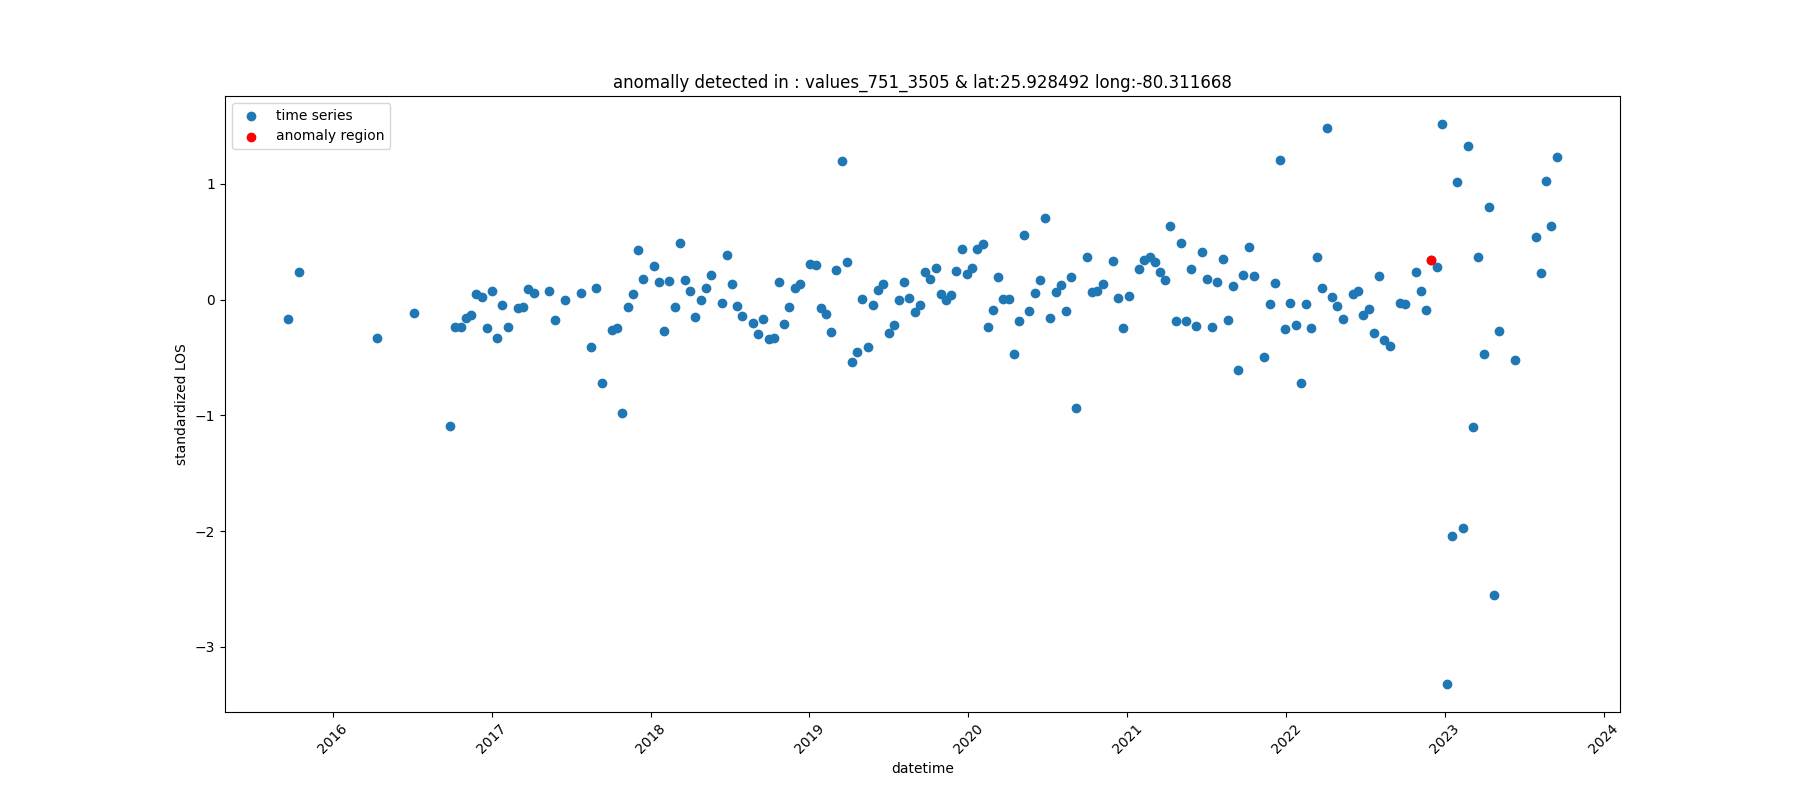 anomally detected in : values_751_3505 & lat:25.928492 long:-80.311668
time series
anomaly region
1
0
−1
−2
−3
standardized LOS
2016
2017
2018
2019
2020
2021
2022
2023
2024
datetime